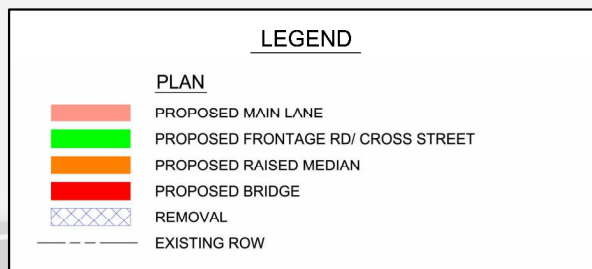 LEGEND
PLAN
PROPOSED MAIN LANE
PROPOSED FRONTAGE RD/ CROSS STREET
PROPOSED RAISED MEDIAN
PROPOSED BRIDGE
REMOVAL
EXISTING ROW